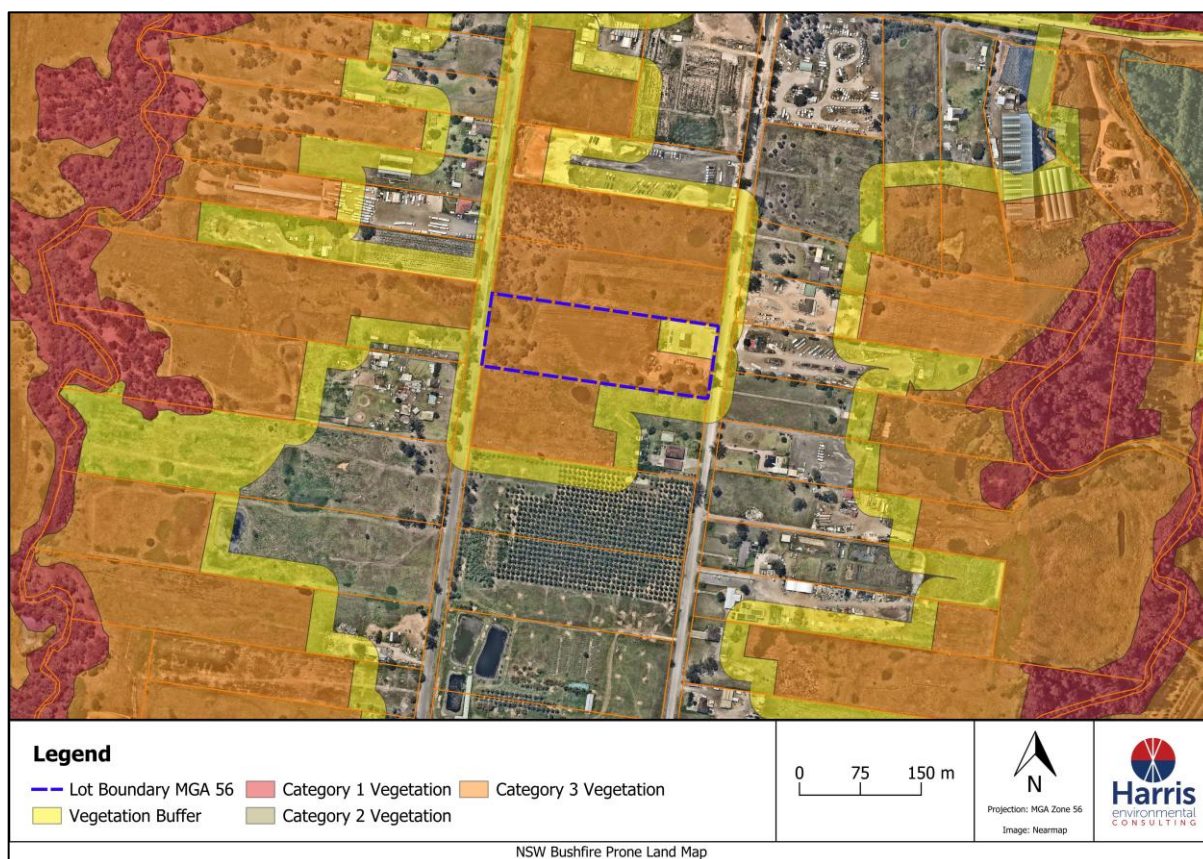 Legend
Lot Boundary MGA 56
Category 1 Vegetation
Category 3 Vegetation
Vegetation Buffer
Category 2 Vegetation
0 75 150 m
N
Projection: MGA Zone 56
Image: Nearmap
Harris
environmental
CONSULTING
NSW Bushfire Prone Land Map